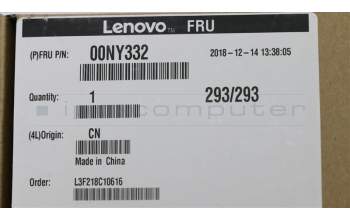 Lenovo™ FRU
(P)FRU P/N: 00NY332 2018-12-14 13:38:05
Quantity: 1 293/293
(4L)Origin: CN
Made in China
Order: L3F218C10616